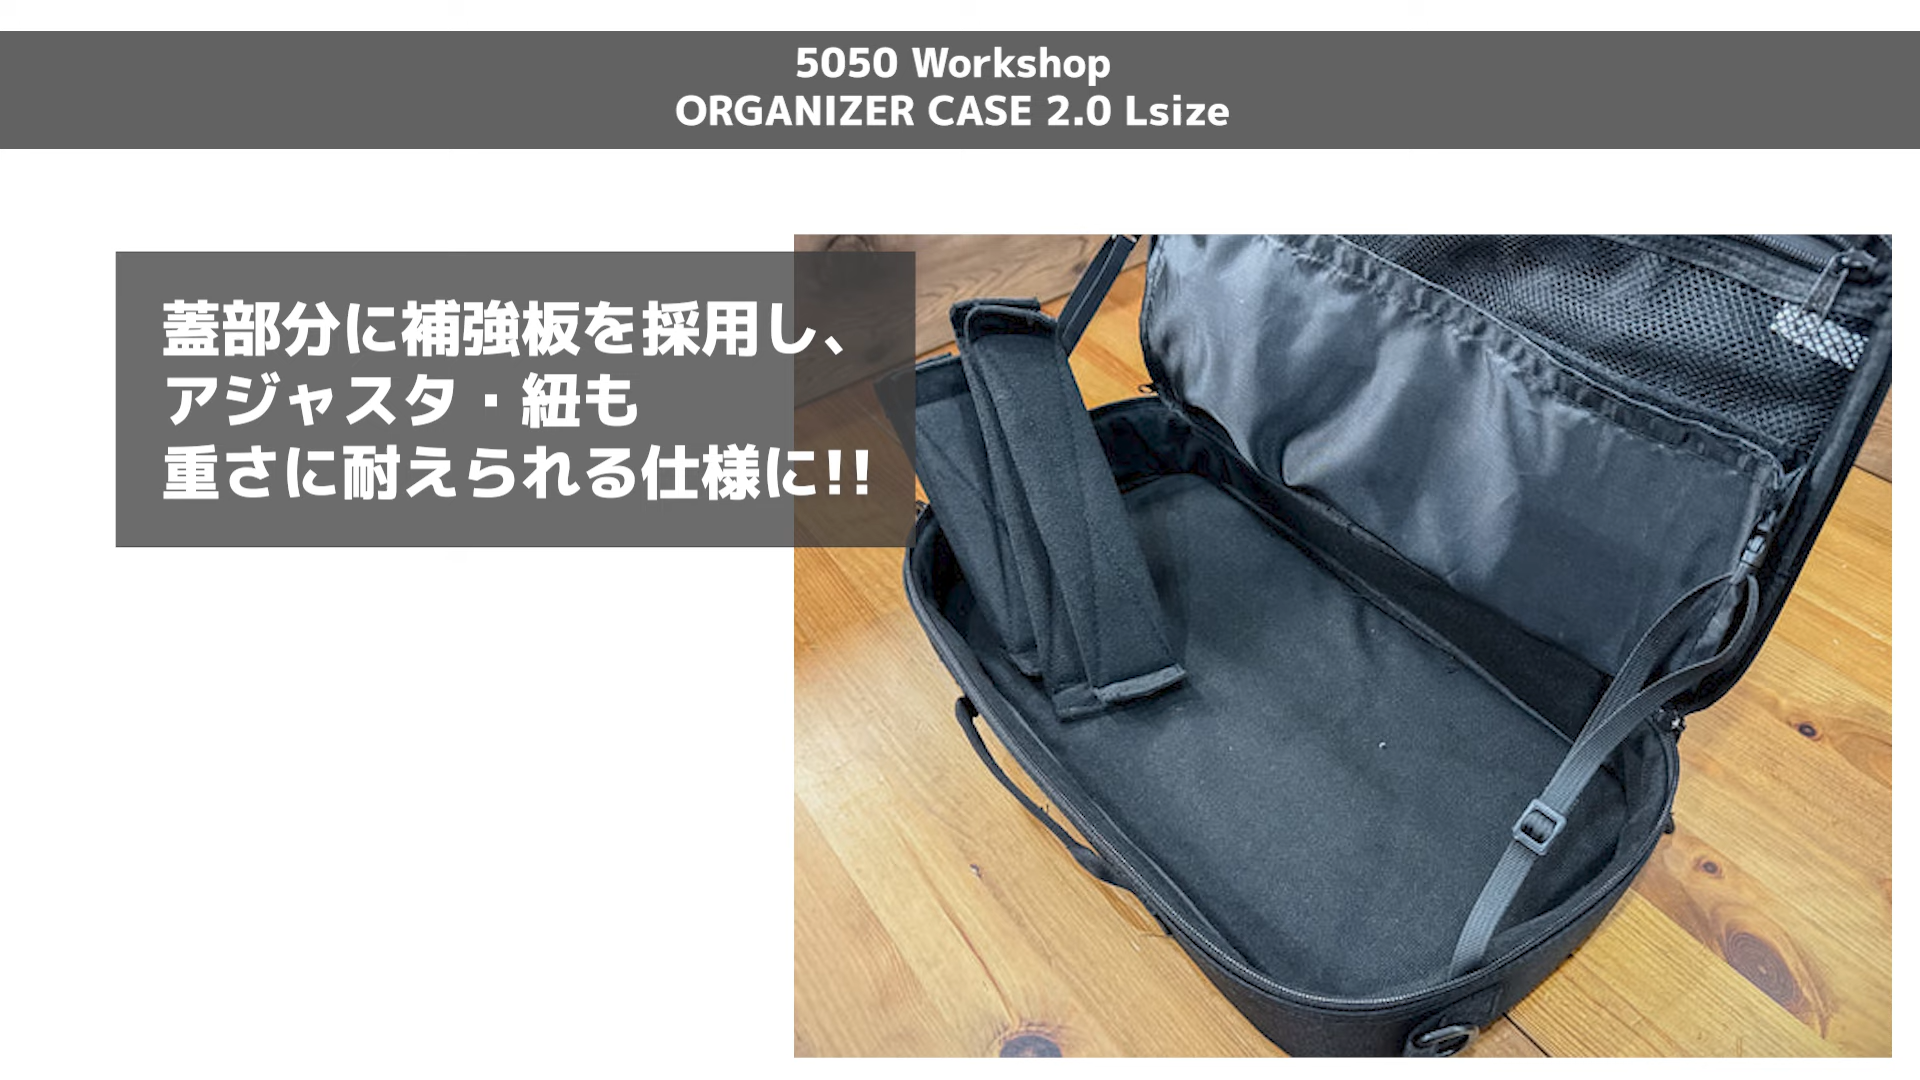 5050 Workshop
ORGANIZER CASE 2.0 Lsize
蓋部分に補強板を採用し、
アジャスタ・紐も
重さに耐えられる仕様に!!